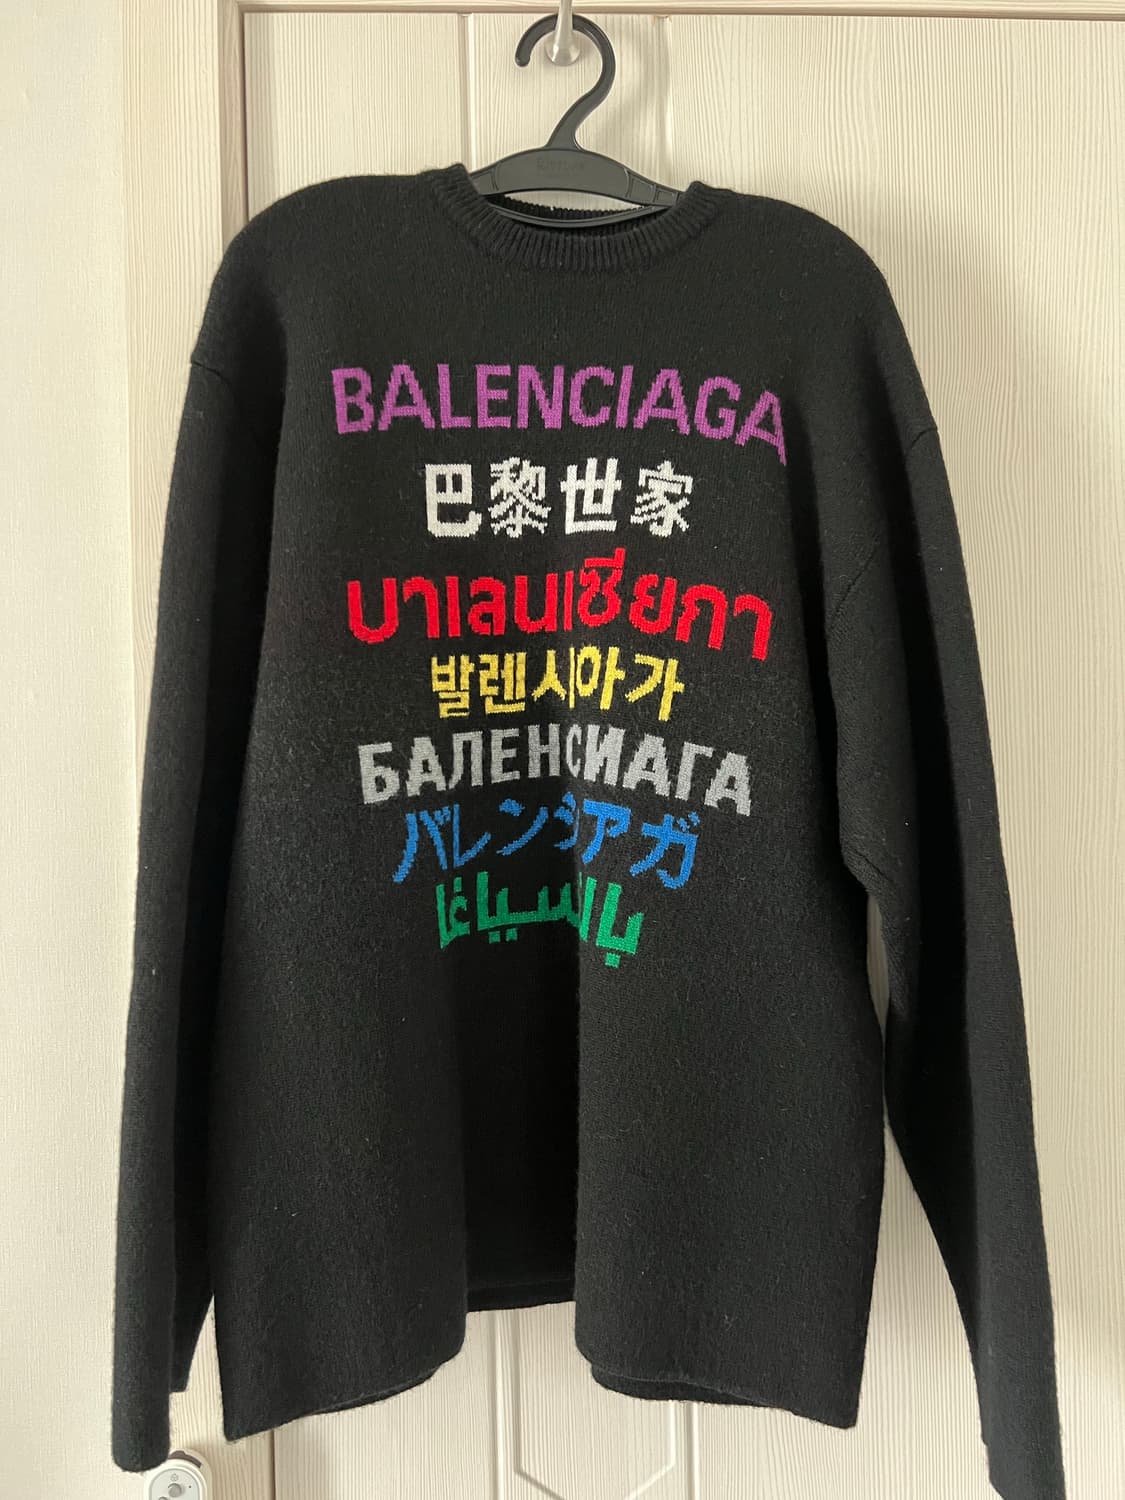 BALENCIAGA
巴黎世家
บาเลนเซียกา
발렌시아가
БАЛЕНСИАГА
バレンシアガ
بالنسياغا